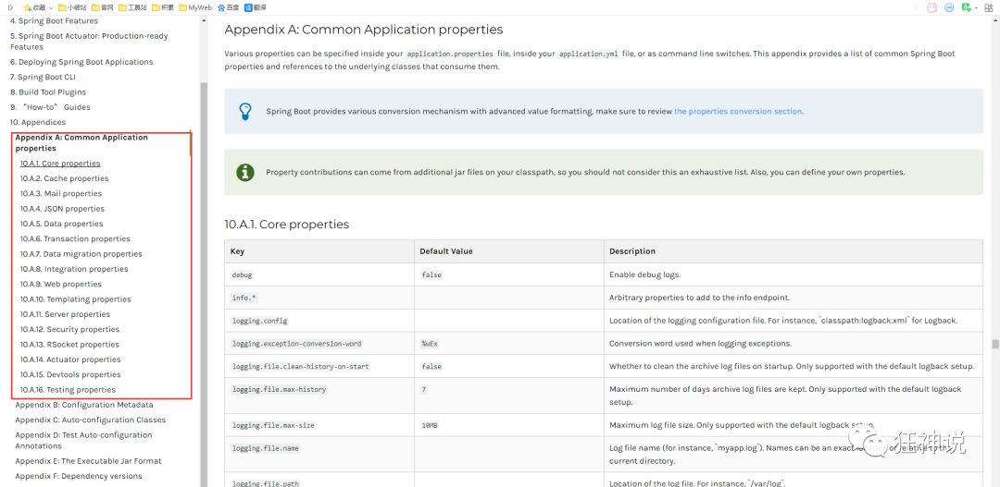 收藏 小破站 官网 工具站 积累 MyWeb 百度 翻译
4. Spring Boot Features
5. Spring Boot Actuator: Production-ready
Features
6. Deploying Spring Boot Applications
7. Spring Boot CLI
8. Build Tool Plugins
9. “How-to” Guides
10. Appendices
Appendix A: Common Application
properties
10.A.1. Core properties
10.A.2. Cache properties
10.A.3. Mail properties
10.A.4. JSON properties
10.A.5. Data properties
10.A.6. Transaction properties
10.A.7. Data migration properties
10.A.8. Integration properties
10.A.9. Web properties
10.A.10. Templating properties
10.A.11. Server properties
10.A.12. Security properties
10.A.13. RSocket properties
10.A.14. Actuator properties
10.A.15. Devtools properties
10.A.16. Testing properties
Appendix B: Configuration Metadata
Appendix C: Auto-configuration Classes
Appendix D: Test Auto-configuration
Annotations
Appendix E: The Executable Jar Format
Appendix F: Dependency versions
Appendix A: Common Application properties
Various properties can be specified inside your application.properties file, inside your application.yml file, or as command line switches. This appendix provides a list of common Spring Boot
properties and references to the underlying classes that consume them.
Spring Boot provides various conversion mechanism with advanced value formatting, make sure to review the properties conversion section.
Property contributions can come from additional jar files on your classpath, so you should not consider this an exhaustive list. Also, you can define your own properties.
10.A.1. Core properties
Key Default Value Description
debug false Enable debug logs.
info.* Arbitrary properties to add to the info endpoint.
logging.config Location of the logging configuration file. For instance, `classpath:logback.xml` for Logback.
logging.exception-conversion-word %wEx Conversion word used when logging exceptions.
logging.file.clean-history-on-start false Whether to clean the archive log files on startup. Only supported with the default logback setup.
logging.file.max-history 7 Maximum number of days archive log files are kept. Only supported with the default logback
setup.
logging.file.max-size 10MB Maximum log file size. Only supported with the default logback setup.
logging.file.name Log file name (for instance, `myapp.log`). Names can be an exact location or relative to the
current directory.
logging.file.path Location of the log file. For instance, `/var/log`.
狂神说